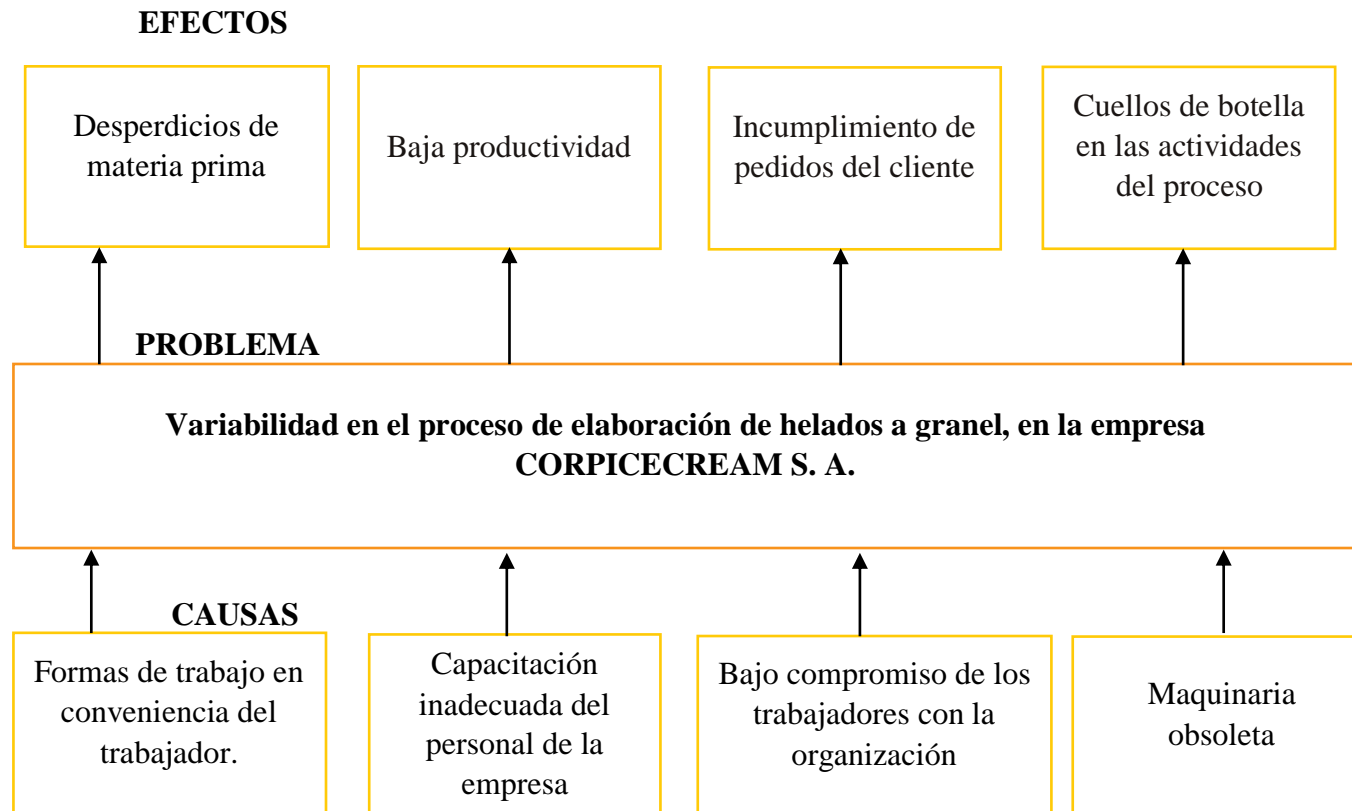 EFECTOS
Desperdicios de
materia prima
Baja productividad
Incumplimiento de
pedidos del cliente
Cuellos de botella
en las actividades
del proceso
PROBLEMA
Variabilidad en el proceso de elaboración de helados a granel, en la empresa
CORPICECREAM S. A.
CAUSAS
Formas de trabajo en
conveniencia del
trabajador.
Capacitación
inadecuada del
personal de la
empresa
Bajo compromiso de los
trabajadores con la
organización
Maquinaria
obsoleta